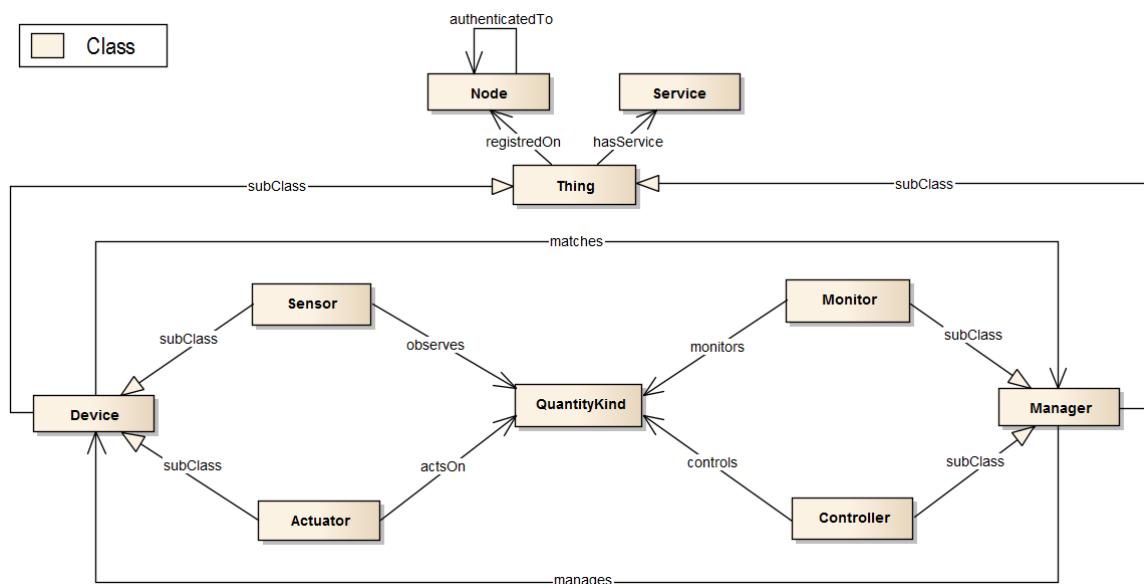 authenticatedTo
Class
Node
Service
registredOn
hasService
Thing
subClass
subClass
matches
Sensor
Monitor
subClass
observes
monitors
subClass
QuantityKind
Device
Manager
subClass
actsOn
controls
subClass
Actuator
Controller
manages